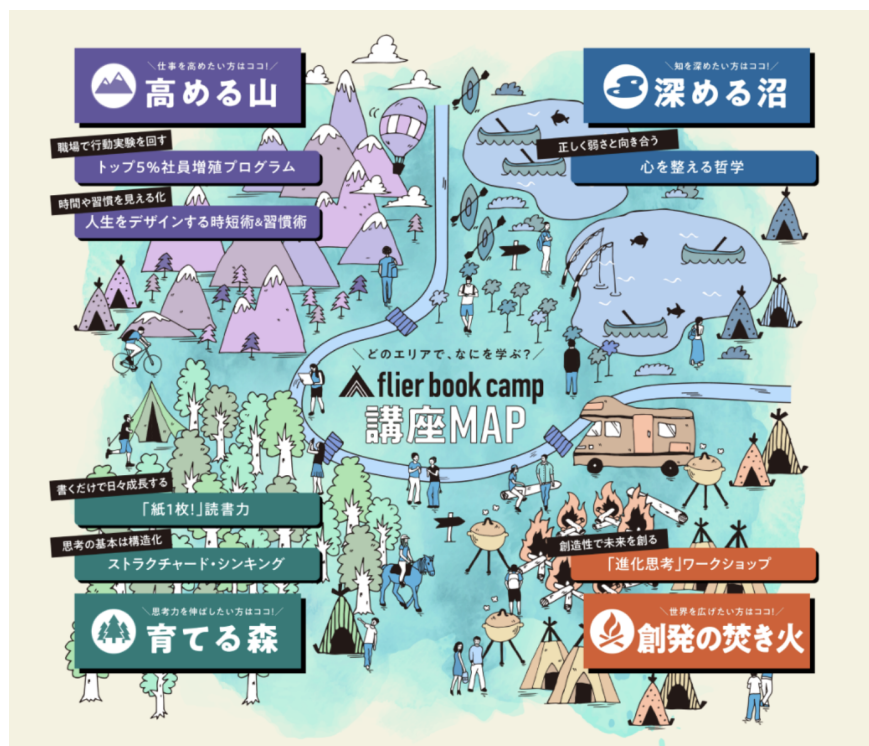 ＼仕事を高めたい方はココ!／
高める山
職場で行動実験を回す
トップ5%社員増殖プログラム
時間や習慣を見える化
人生をデザインする時短術&習慣術
＼知を深めたい方はココ!／
深める沼
正しく弱さと向き合う
心を整える哲学
＼どのエリアで、なにを学ぶ？／
flier book camp
講座MAP
書くだけで日々成長する
「紙1枚!」読書力
思考の基本は構造化
ストラクチャード・シンキング
＼思考力を伸ばしたい方はココ!／
育てる森
創造性で未来を創る
「進化思考」ワークショップ
＼世界を広げたい方はココ!／
創発の焚き火